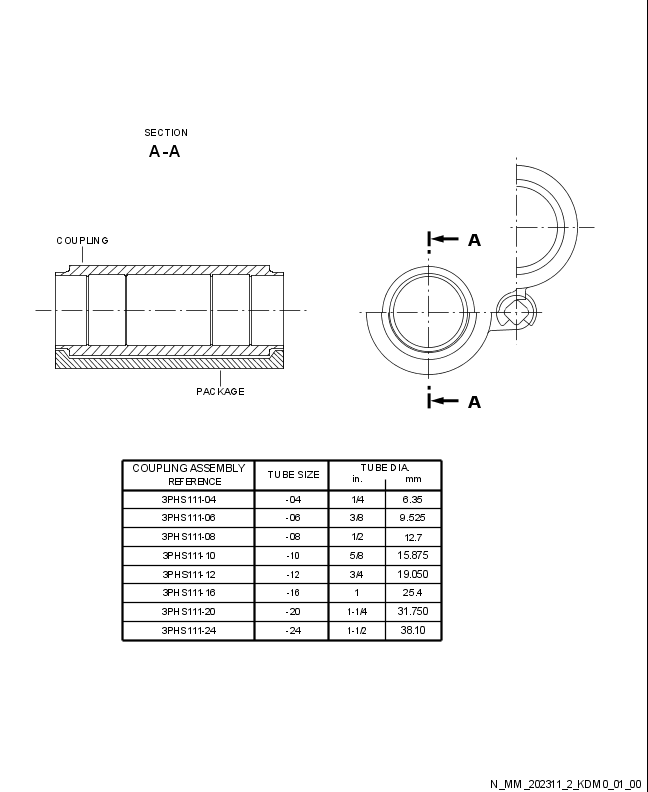 SECTION
A-A
COUPLING
A
PACKAGE
A
COUPLING ASSEMBLY REFERENCE TUBE SIZE TUBE DIA.
in. mm
3PHS111-04 -04 1/4 6.35
3PHS111-06 -06 3/8 9.525
3PHS111-08 -08 1/2 12.7
3PHS111-10 -10 5/8 15.875
3PHS111-12 -12 3/4 19.050
3PHS111-16 -16 1 25.4
3PHS111-20 -20 1-1/4 31.750
3PHS111-24 -24 1-1/2 38.10
N_MM_202311_2_KDM0_01_00